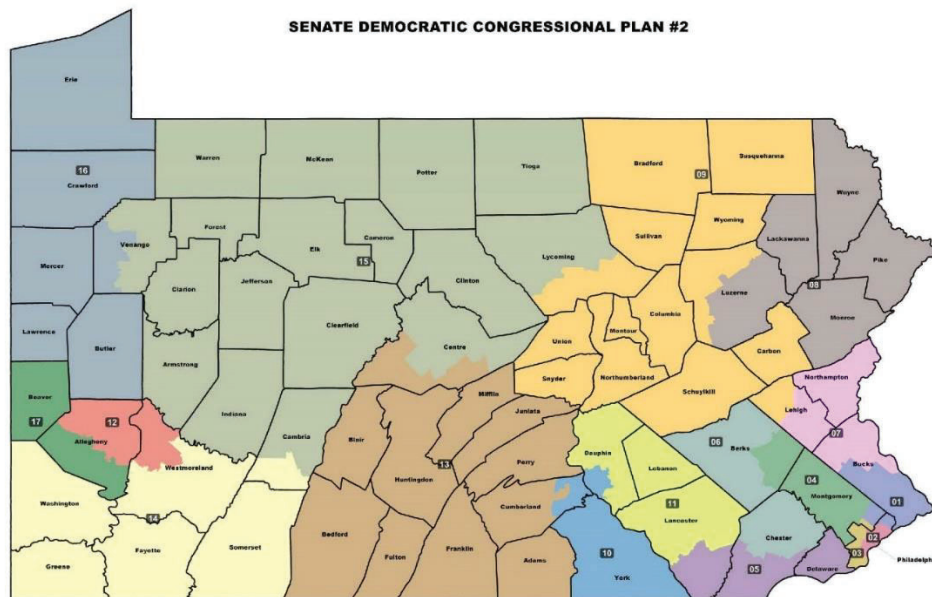 SENATE DEMOCRATIC CONGRESSIONAL PLAN #2
Erie
Warren
McKean
Potter
Tioga
Bradford
Susquehanna
09
16
Crawford
Wayne
Wyoming
Forest
Venango
Elk
Cameron
Sullivan
Lackawanna
Pike
Mercer
15
Lycoming
Clarion
Jefferson
Clinton
Luzerne
08
Columbia
Monroe
Lawrence
Clearfield
Montour
Butler
Centre
Union
Carbon
Armstrong
Snyder
Northumberland
Northampton
Beaver
Schuylkill
Mifflin
Lehigh
Indiana
Juniata
17
12
Allegheny
Cambria
Blair
07
06
Berks
Dauphin
Westmoreland
Perry
Lebanon
Bucks
13
Huntingdon
04
Montgomery
Washington
Cumberland
11
01
14
Lancaster
Chester
Bedford
Somerset
02
Fayette
Franklin
Adams
10
03
Greene
Fulton
York
05
Delaware
Philadelph